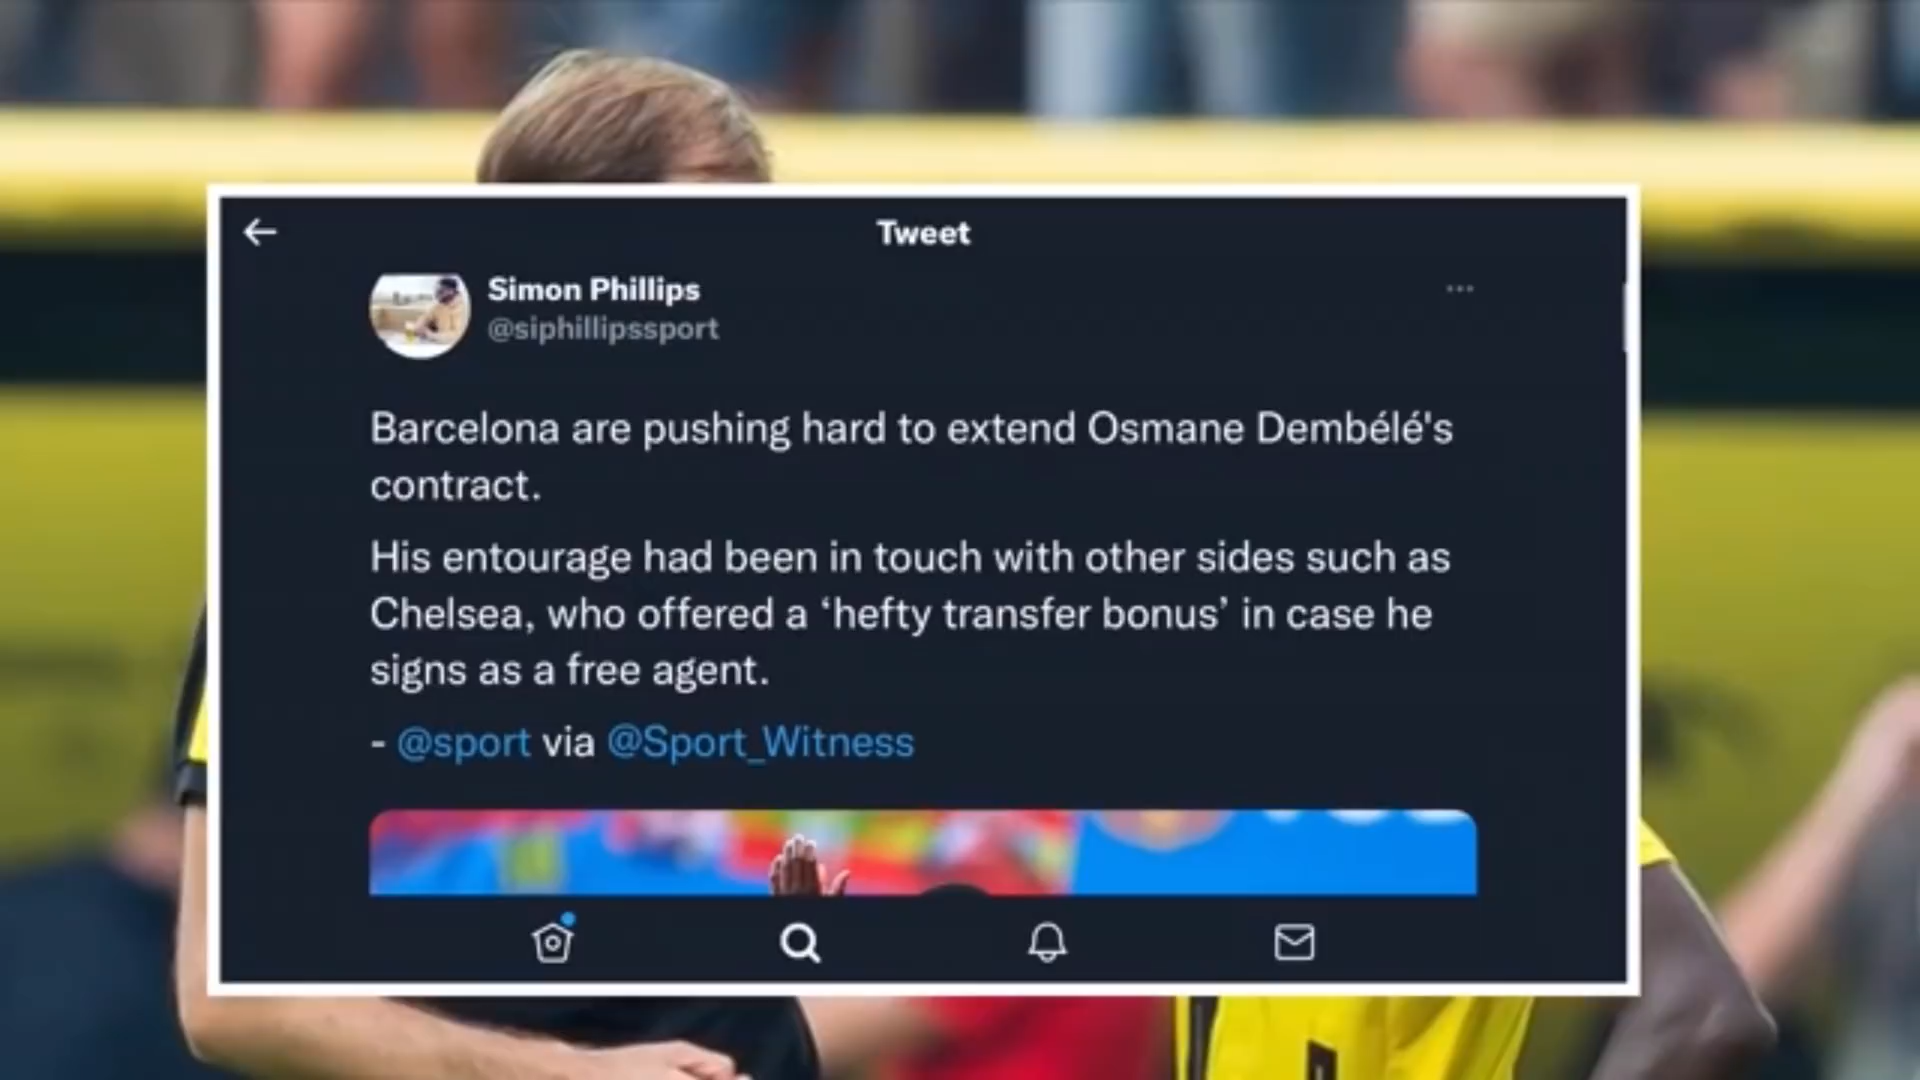 Tweet
Simon Phillips
@siphillipssport
Barcelona are pushing hard to extend Osmane Dembélé's
contract.
His entourage had been in touch with other sides such as
Chelsea, who offered a ‘hefty transfer bonus’ in case he
signs as a free agent.
- @sport via @Sport_Witness